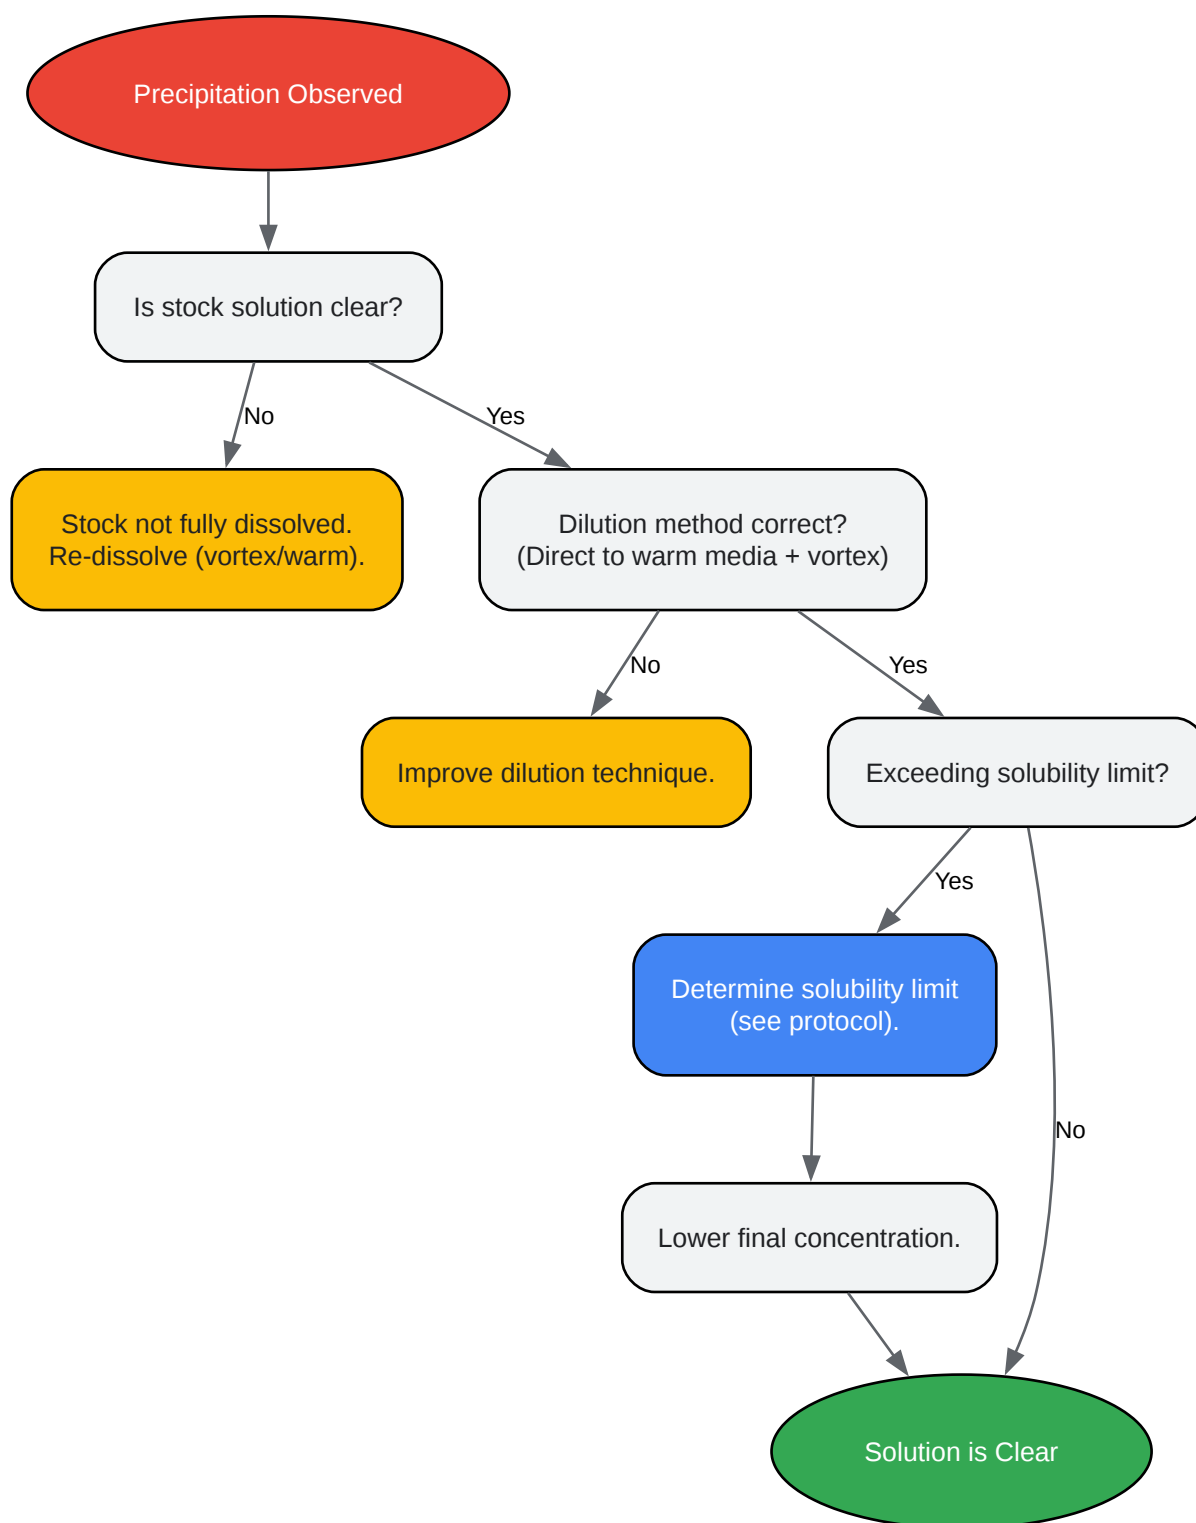 Precipitation Observed
Is stock solution clear?
No
Yes
Stock not fully dissolved.
Re-dissolve (vortex/warm).
Dilution method correct?
(Direct to warm media + vortex)
No
Yes
Improve dilution technique.
Exceeding solubility limit?
Yes
Determine solubility limit
(see protocol).
No
Lower final concentration.
Solution is Clear